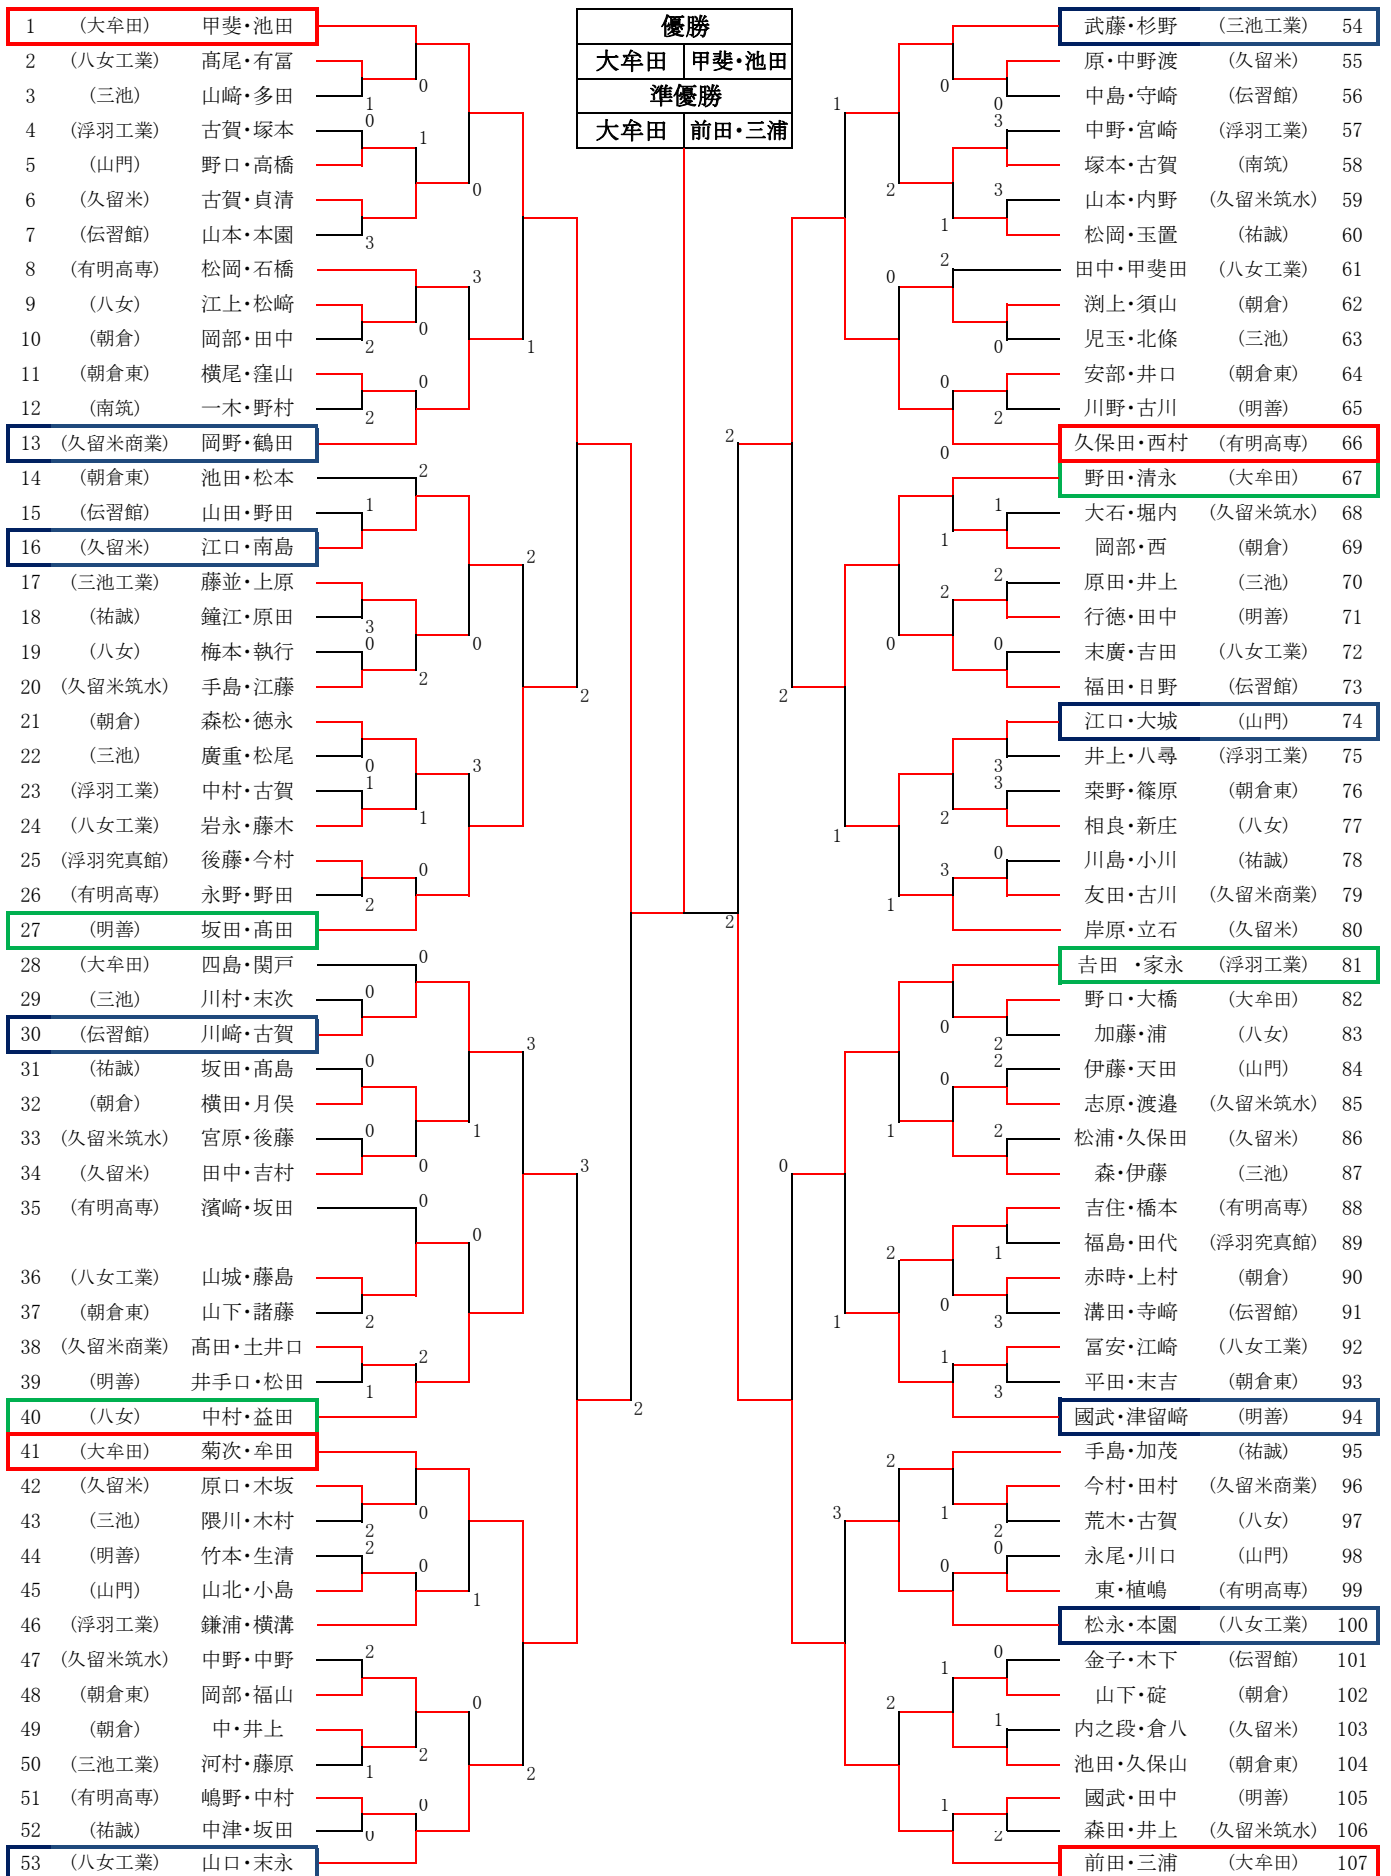 優勝
大牟田 甲斐・池田
準優勝
大牟田 前田・三浦
1 (大牟田) 甲斐・池田
2 (八女工業) 髙尾・有冨
3 (三池) 山﨑・多田
4 (浮羽工業) 古賀・塚本
5 (山門) 野口・高橋
6 (久留米) 古賀・貞清
7 (伝習館) 山本・本園
8 (有明高専) 松岡・石橋
9 (八女) 江上・松﨑
10 (朝倉) 岡部・田中
11 (朝倉東) 横尾・窪山
12 (南筑) 一木・野村
13 (久留米商業) 岡野・鶴田
14 (朝倉東) 池田・松本
15 (伝習館) 山田・野田
16 (久留米) 江口・南島
17 (三池工業) 藤並・上原
18 (祐誠) 鐘江・原田
19 (八女) 梅本・執行
20 (久留米筑水) 手島・江藤
21 (朝倉) 森松・徳永
22 (三池) 廣重・松尾
23 (浮羽工業) 中村・古賀
24 (八女工業) 岩永・藤木
25 (浮羽究真館) 後藤・今村
26 (有明高専) 永野・野田
27 (明善) 坂田・髙田
28 (大牟田) 四島・関戸
29 (三池) 川村・末次
30 (伝習館) 川﨑・古賀
31 (祐誠) 坂田・髙島
32 (朝倉) 横田・月俣
33 (久留米筑水) 宮原・後藤
34 (久留米) 田中・吉村
35 (有明高専) 濱﨑・坂田
36 (八女工業) 山城・藤島
37 (朝倉東) 山下・諸藤
38 (久留米商業) 髙田・土井口
39 (明善) 井手口・松田
40 (八女) 中村・益田
41 (大牟田) 菊次・牟田
42 (久留米) 原口・木坂
43 (三池) 隈川・木村
44 (明善) 竹本・生清
45 (山門) 山北・小島
46 (浮羽工業) 鎌浦・横溝
47 (久留米筑水) 中野・中野
48 (朝倉東) 岡部・福山
49 (朝倉) 中・井上
50 (三池工業) 河村・藤原
51 (有明高専) 嶋野・中村
52 (祐誠) 中津・坂田
53 (八女工業) 山口・末永
武藤・杉野 (三池工業) 54
原・中野渡 (久留米) 55
中島・守崎 (伝習館) 56
中野・宮崎 (浮羽工業) 57
塚本・古賀 (南筑) 58
山本・内野 (久留米筑水) 59
松岡・玉置 (祐誠) 60
田中・甲斐田 (八女工業) 61
渕上・須山 (朝倉) 62
児玉・北條 (三池) 63
安部・井口 (朝倉東) 64
川野・古川 (明善) 65
久保田・西村 (有明高専) 66
野田・清永 (大牟田) 67
大石・堀内 (久留米筑水) 68
岡部・西 (朝倉) 69
原田・井上 (三池) 70
行徳・田中 (明善) 71
末廣・吉田 (八女工業) 72
福田・日野 (伝習館) 73
江口・大城 (山門) 74
井上・八尋 (浮羽工業) 75
栞野・篠原 (朝倉東) 76
相良・新庄 (八女) 77
川島・小川 (祐誠) 78
友田・古川 (久留米商業) 79
岸原・立石 (久留米) 80
𠮷田 ・家永 (浮羽工業) 81
野口・大橋 (大牟田) 82
加藤・浦 (八女) 83
伊藤・天田 (山門) 84
志原・渡邉 (久留米筑水) 85
松浦・久保田 (久留米) 86
森・伊藤 (三池) 87
吉住・橋本 (有明高専) 88
福島・田代 (浮羽究真館) 89
赤時・上村 (朝倉) 90
溝田・寺﨑 (伝習館) 91
冨安・江崎 (八女工業) 92
平田・末吉 (朝倉東) 93
國武・津留﨑 (明善) 94
手島・加茂 (祐誠) 95
今村・田村 (久留米商業) 96
荒木・古賀 (八女) 97
永尾・川口 (山門) 98
東・植嶋 (有明高専) 99
松永・本園 (八女工業) 100
金子・木下 (伝習館) 101
山下・碇 (朝倉) 102
内之段・倉八 (久留米) 103
池田・久保山 (朝倉東) 104
國武・田中 (明善) 105
森田・井上 (久留米筑水) 106
前田・三浦 (大牟田) 107